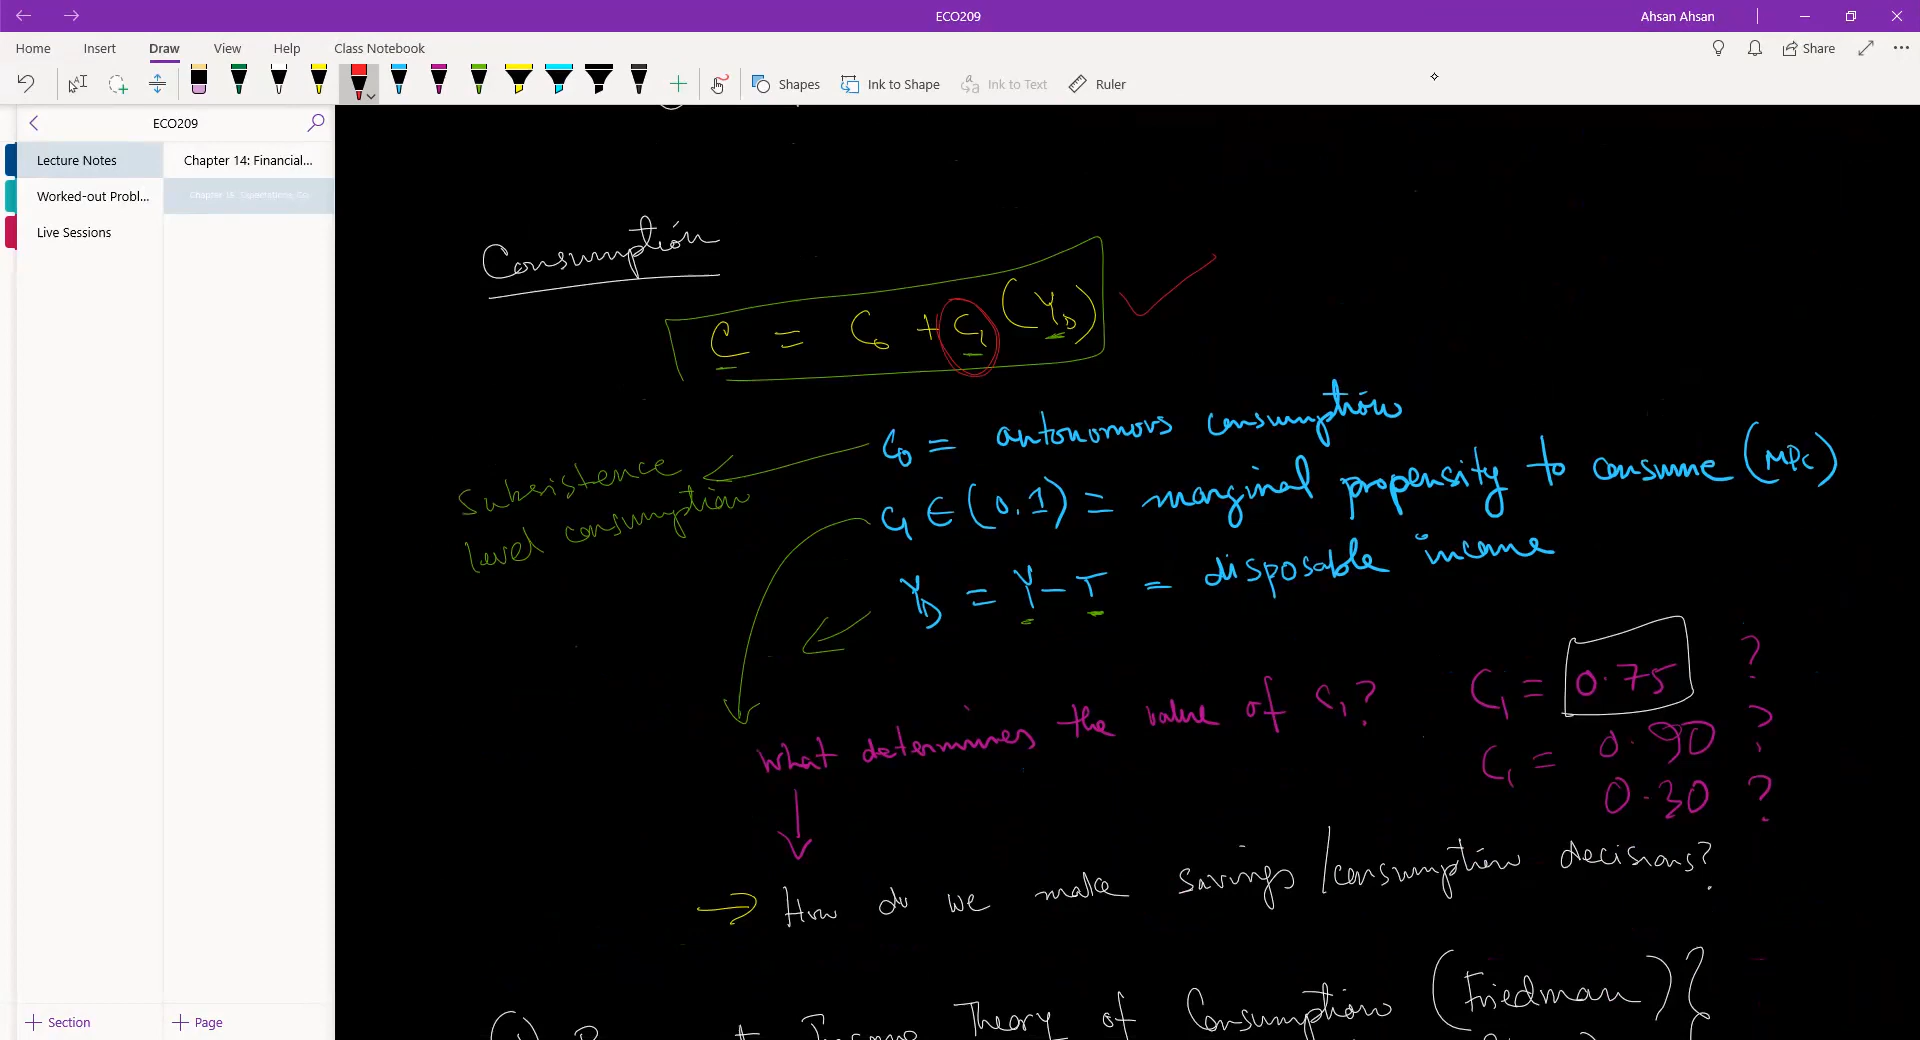 ECO209
Ahsan Ahsan
Home Insert Draw View Help Class Notebook
Share
Shapes Ink to Shape Ink to Text Ruler
ECO209
Lecture Notes
Worked-out Probl...
Live Sessions
Chapter 14: Financial...
Consumption
C = C₀ + C₁ (Y_D)
C₀ = autonomous consumption
Subsistence
level consumption
C₁ ∈ (0,1) = marginal propensity to consume (MPC)
Y_D = Y - T = disposable income
What determines the value of C₁?
C₁ = 0.75 ?
C₁ = 0.90 ?
0.30 ?
How do we make savings/consumption decisions?
Theory of Consumption (Friedman)
Section
Page